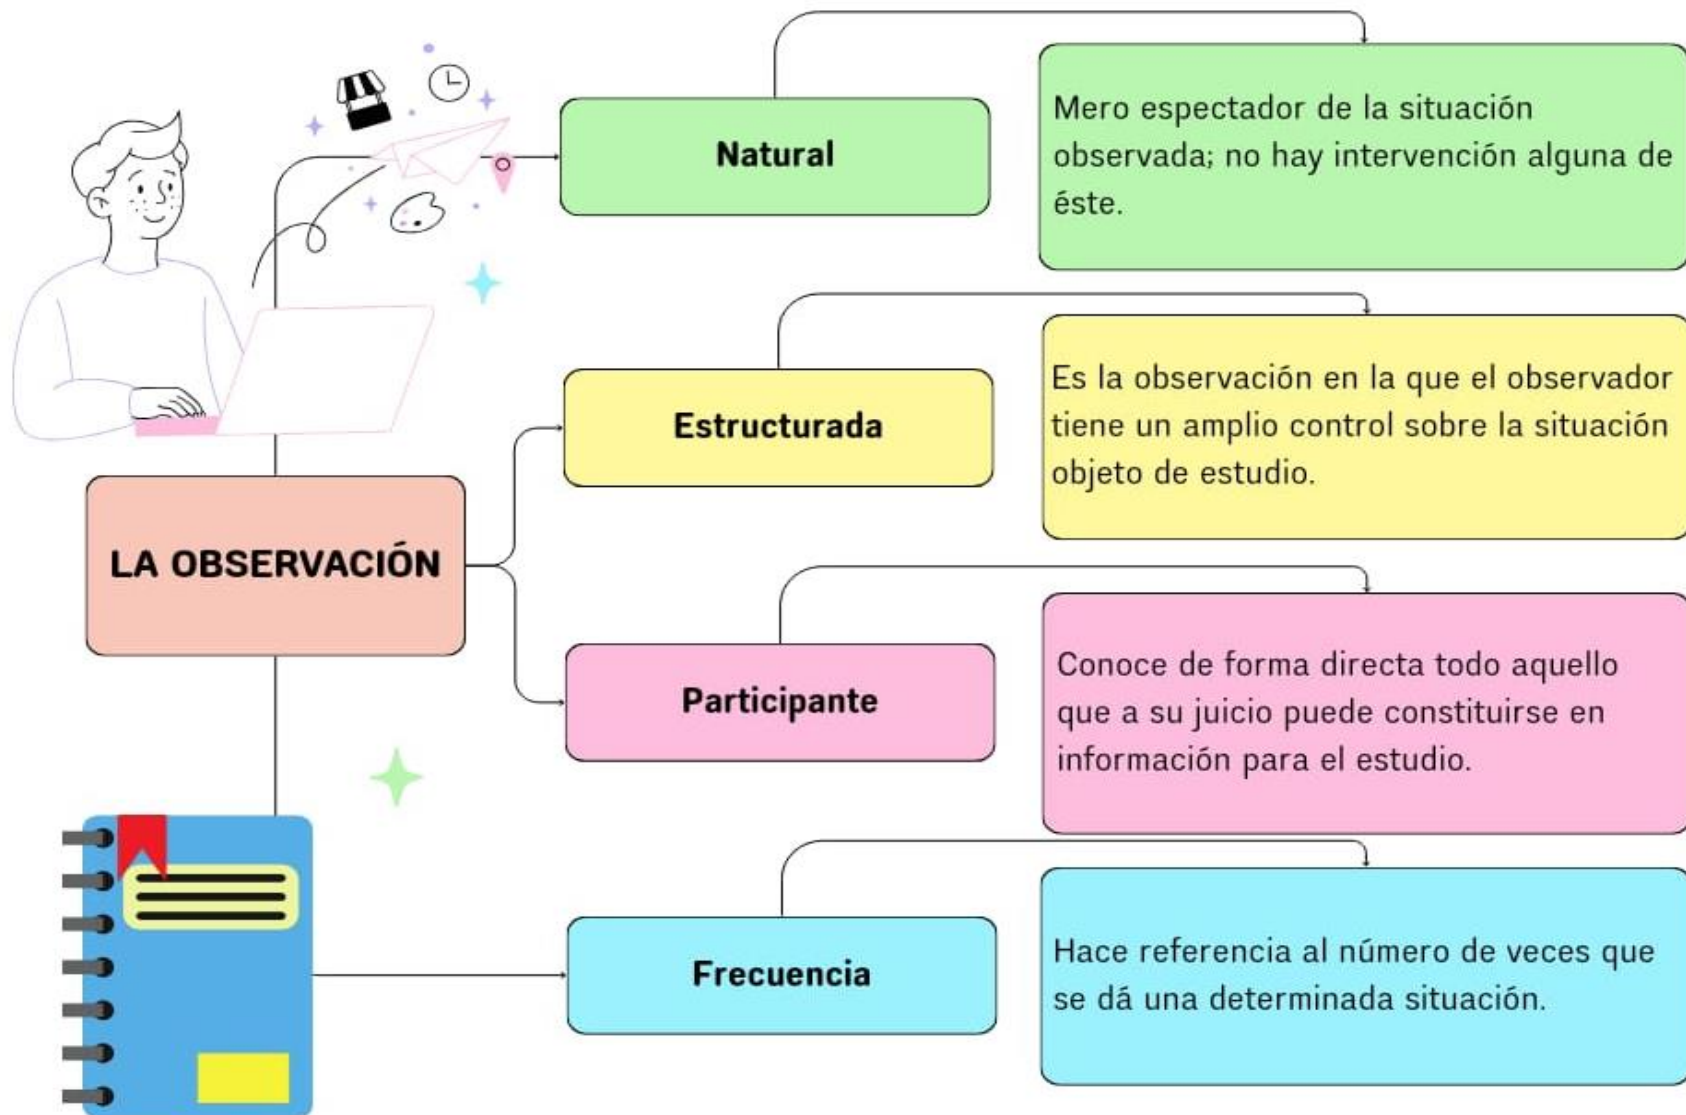 Natural
Mero espectador de la situación
observada; no hay intervención alguna de
éste.
Estructurada
Es la observación en la que el observador
tiene un amplio control sobre la situación
objeto de estudio.
LA OBSERVACIÓN
Participante
Conoce de forma directa todo aquello
que a su juicio puede constituirse en
información para el estudio.
Frecuencia
Hace referencia al número de veces que
se dá una determinada situación.